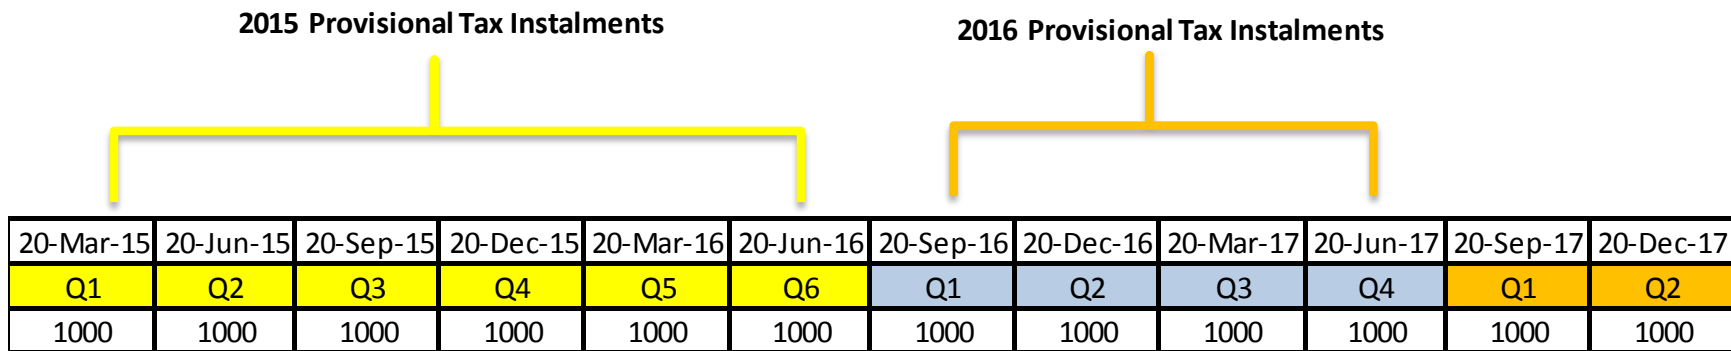 2015 Provisional Tax Instalments
2016 Provisional Tax Instalments
20-Mar-15 20-Jun-15 20-Sep-15 20-Dec-15 20-Mar-16 20-Jun-16 20-Sep-16 20-Dec-16 20-Mar-17 20-Jun-17 20-Sep-17 20-Dec-17
Q1 Q2 Q3 Q4 Q5 Q6 Q1 Q2 Q3 Q4 Q1 Q2
1000 1000 1000 1000 1000 1000 1000 1000 1000 1000 1000 1000